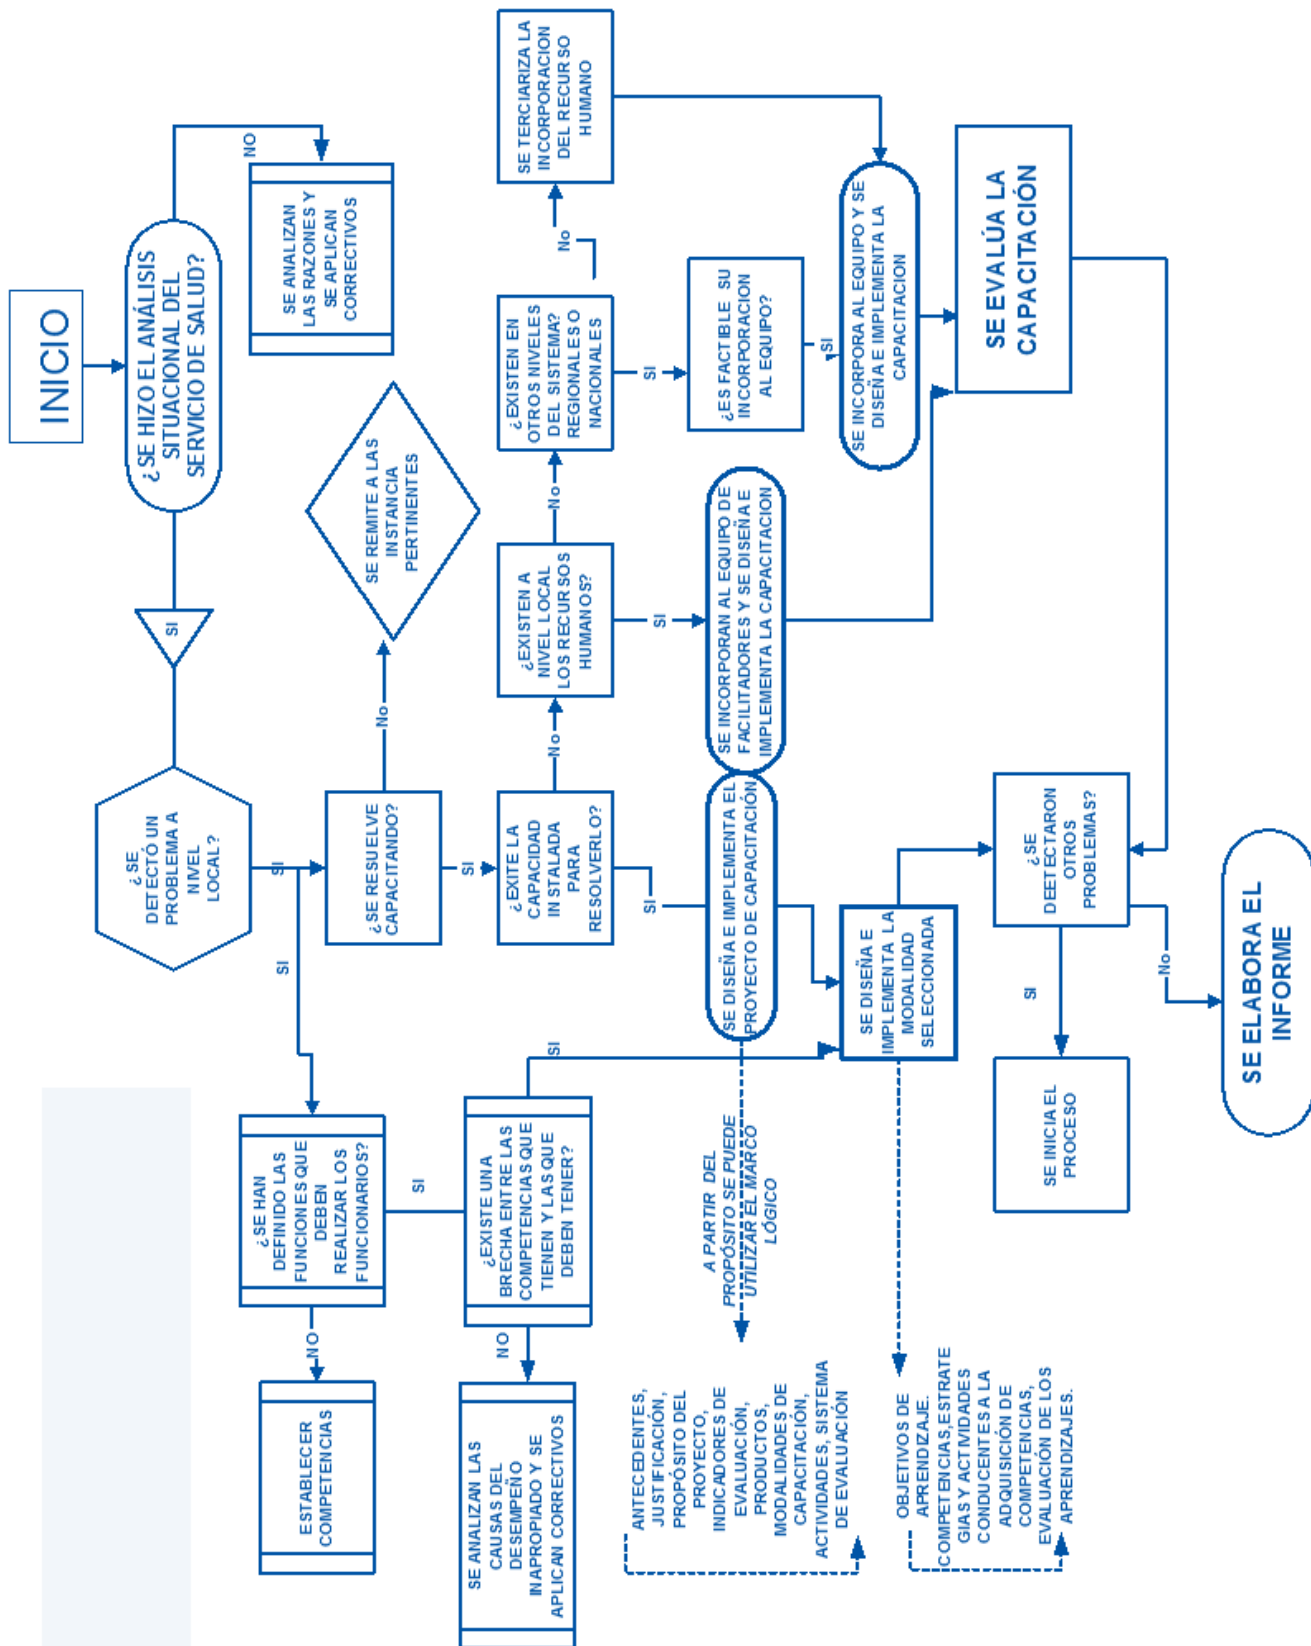 INICIO
¿SE HIZO EL ANÁLISIS
SITUACIONAL DEL
SERVICIO DE SALUD?
NO
SE ANALIZAN
LAS RAZONES Y
SE APLICAN
CORRECTIVOS
SI
¿SE
DETECTÓ UN
PROBLEMA A
NIVEL
LOCAL?
SI
SI
¿SE HAN
DEFINIDO LAS
FUNCIONES QUE
DEBEN
REALIZAR LOS
FUNCIONARIOS?
NO
ESTABLECER
COMPETENCIAS
SI
¿EXISTE UNA
BRECHA ENTRE LAS
COMPETENCIAS QUE
TIENEN Y LAS QUE
DEBEN TENER?
NO
SE ANALIZAN LAS
CAUSAS DEL
DESEMPEÑO
INAPROPIADO Y SE
APLICAN CORRECTIVOS
SI
¿SE RESUELVE
CAPACITANDO?
No
SE REMITE A LAS
INSTANCIA
PERTINENTES
SI
¿EXITE LA
CAPACIDAD
INSTALADA
PARA
RESOLVERLO?
No
¿EXISTEN A
NIVEL LOCAL
LOS RECURSOS
HUMANOS?
No
¿EXISTEN EN
OTROS NIVELES
DEL SISTEMA?
REGIONALES O
NACIONALES
No
SE TERCIARIZA LA
INCORPORACION
DEL RECURSO
HUMANO
SI
SI
SI
¿ES FACTIBLE SU
INCORPORACION
AL EQUIPO?
SI
SE DISEÑA E IMPLEMENTA EL
PROYECTO DE CAPACITACIÓN
SE INCORPORAN AL EQUIPO DE
FACILITADORES Y SE DISEÑA E
IMPLEMENTA LA CAPACITACION
SE INCORPORA AL EQUIPO Y SE
DISEÑA E IMPLEMENTA LA
CAPACITACION
SE EVALÚA LA
CAPACITACIÓN
A PARTIR DEL
PROPÓSITO SE PUEDE
UTILIZAR EL MARCO
LÓGICO
ANTECEDENTES,
JUSTIFICACIÓN,
PROPÓSITO DEL
PROYECTO,
INDICADORES DE
EVALUACIÓN,
PRODUCTOS,
MODALIDADES DE
CAPACITACIÓN,
ACTIVIDADES, SISTEMA
DE EVALUACIÓN
SE DISEÑA E
IMPLEMENTA LA
MODALIDAD
SELECCIONADA
OBJETIVOS DE
APRENDIZAJE.
COMPETENCIAS,ESTRATE
GIAS Y ACTIVIDADES
CONDUCENTES A LA
ADQUISICIÓN DE
COMPETENCIAS,
EVALUACIÓN DE LOS
APRENDIZAJES.
¿SE
DEETECTARON
OTROS
PROBLEMAS?
SI
SE INICIA EL
PROCESO
No
SE ELABORA EL
INFORME